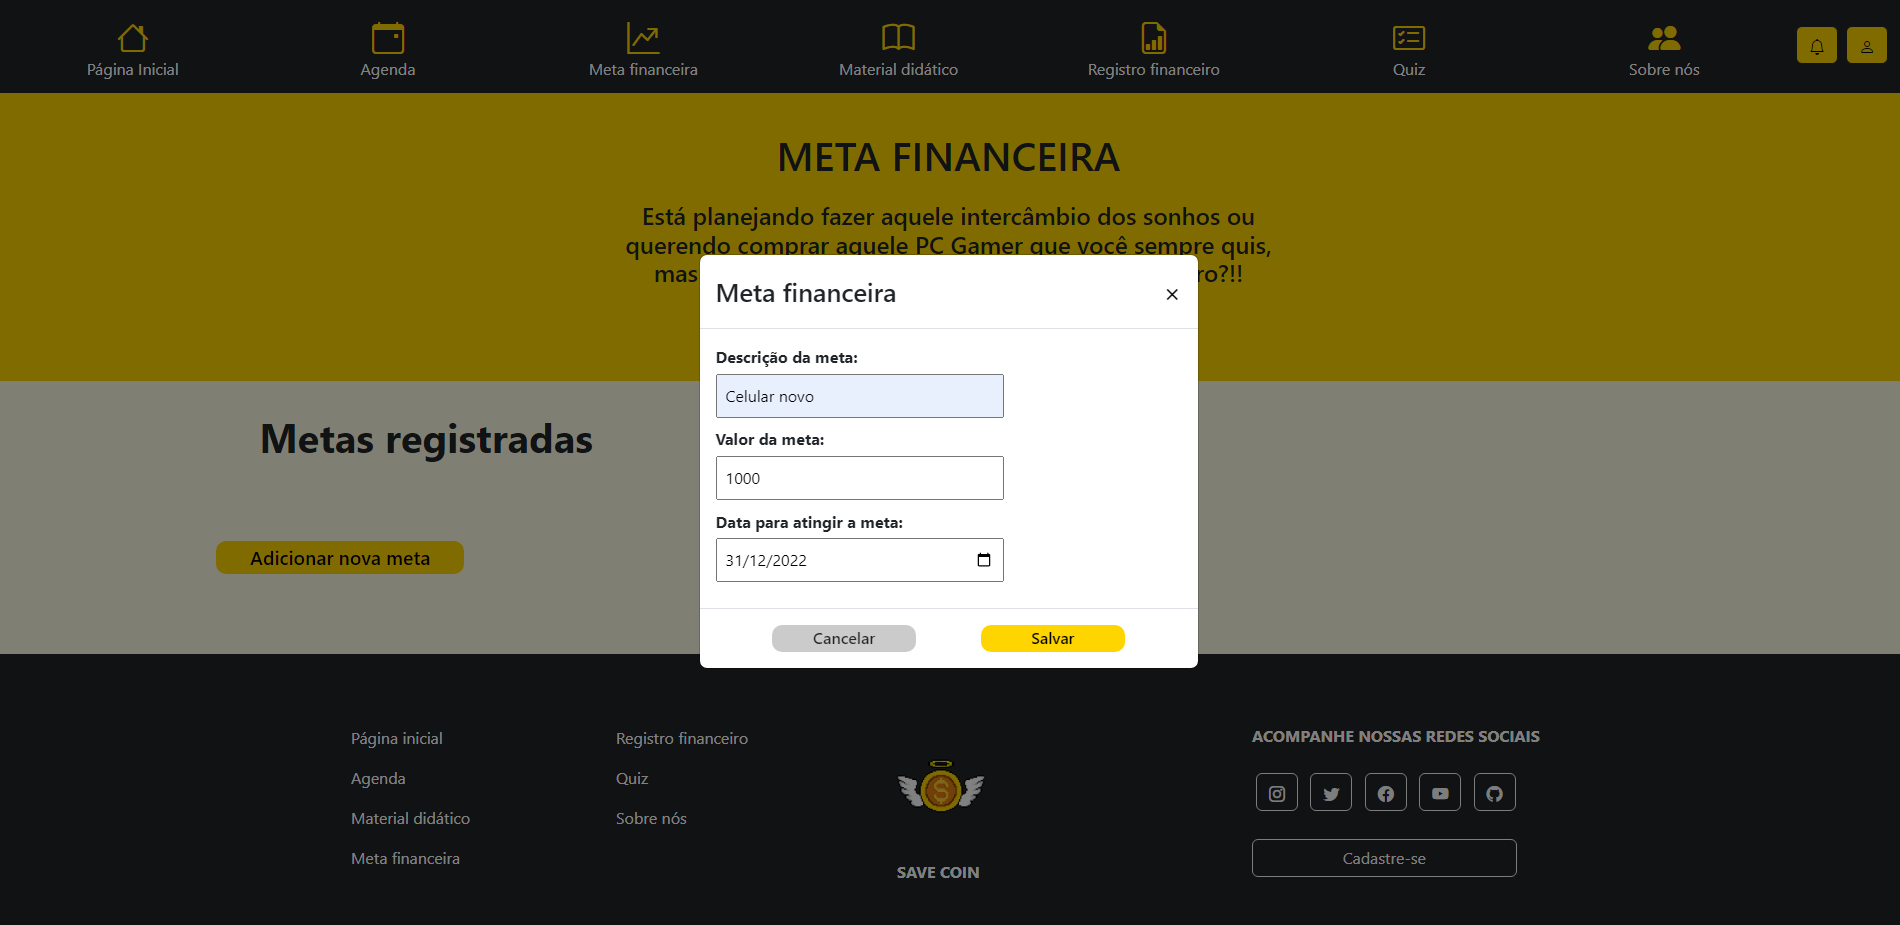 Página Inicial
Agenda
Meta financeira
Material didático
Registro financeiro
Quiz
Sobre nós
META FINANCEIRA
Está planejando fazer aquele intercâmbio dos sonhos ou
querendo comprar aquele PC Gamer que você sempre quis,
mas ro?!!
Meta financeira
Descrição da meta:
Celular novo
Valor da meta:
1000
Data para atingir a meta:
31/12/2022
Cancelar
Salvar
Metas registradas
Adicionar nova meta
Página inicial
Agenda
Material didático
Meta financeira
Registro financeiro
Quiz
Sobre nós
$
SAVE COIN
ACOMPANHE NOSSAS REDES SOCIAIS
Cadastre-se